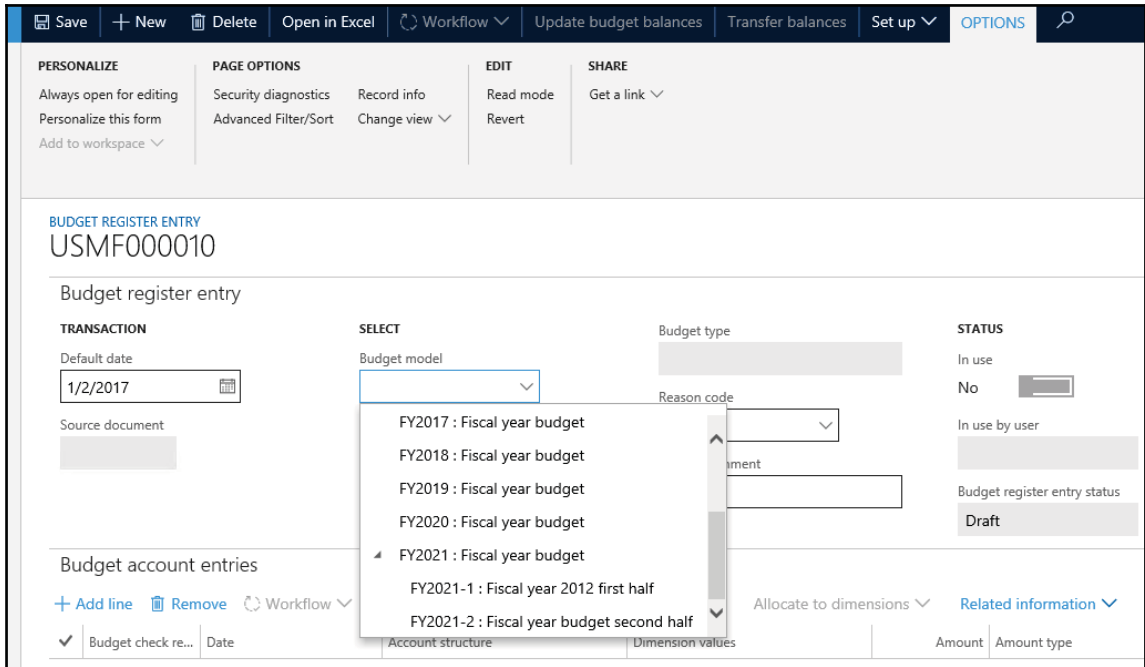 Save
New
Delete
Open in Excel
Workflow
Update budget balances
Transfer balances
Set up
OPTIONS
PERSONALIZE
Always open for editing
Personalize this form
Add to workspace
PAGE OPTIONS
Security diagnostics
Advanced Filter/Sort
Record info
Change view
EDIT
Read mode
Revert
SHARE
Get a link
BUDGET REGISTER ENTRY
USMF000010
Budget register entry
TRANSACTION
Default date
1/2/2017
Source document
SELECT
Budget model
FY2017 : Fiscal year budget
FY2018 : Fiscal year budget
FY2019 : Fiscal year budget
FY2020 : Fiscal year budget
FY2021 : Fiscal year budget
FY2021-1 : Fiscal year 2012 first half
FY2021-2 : Fiscal year budget second half
Budget type
Reason code
STATUS
In use
No
In use by user
Budget register entry status
Draft
Budget account entries
Add line
Remove
Workflow
Allocate to dimensions
Related information
Budget check re...
Date
Account structure
Dimension values
Amount
Amount type